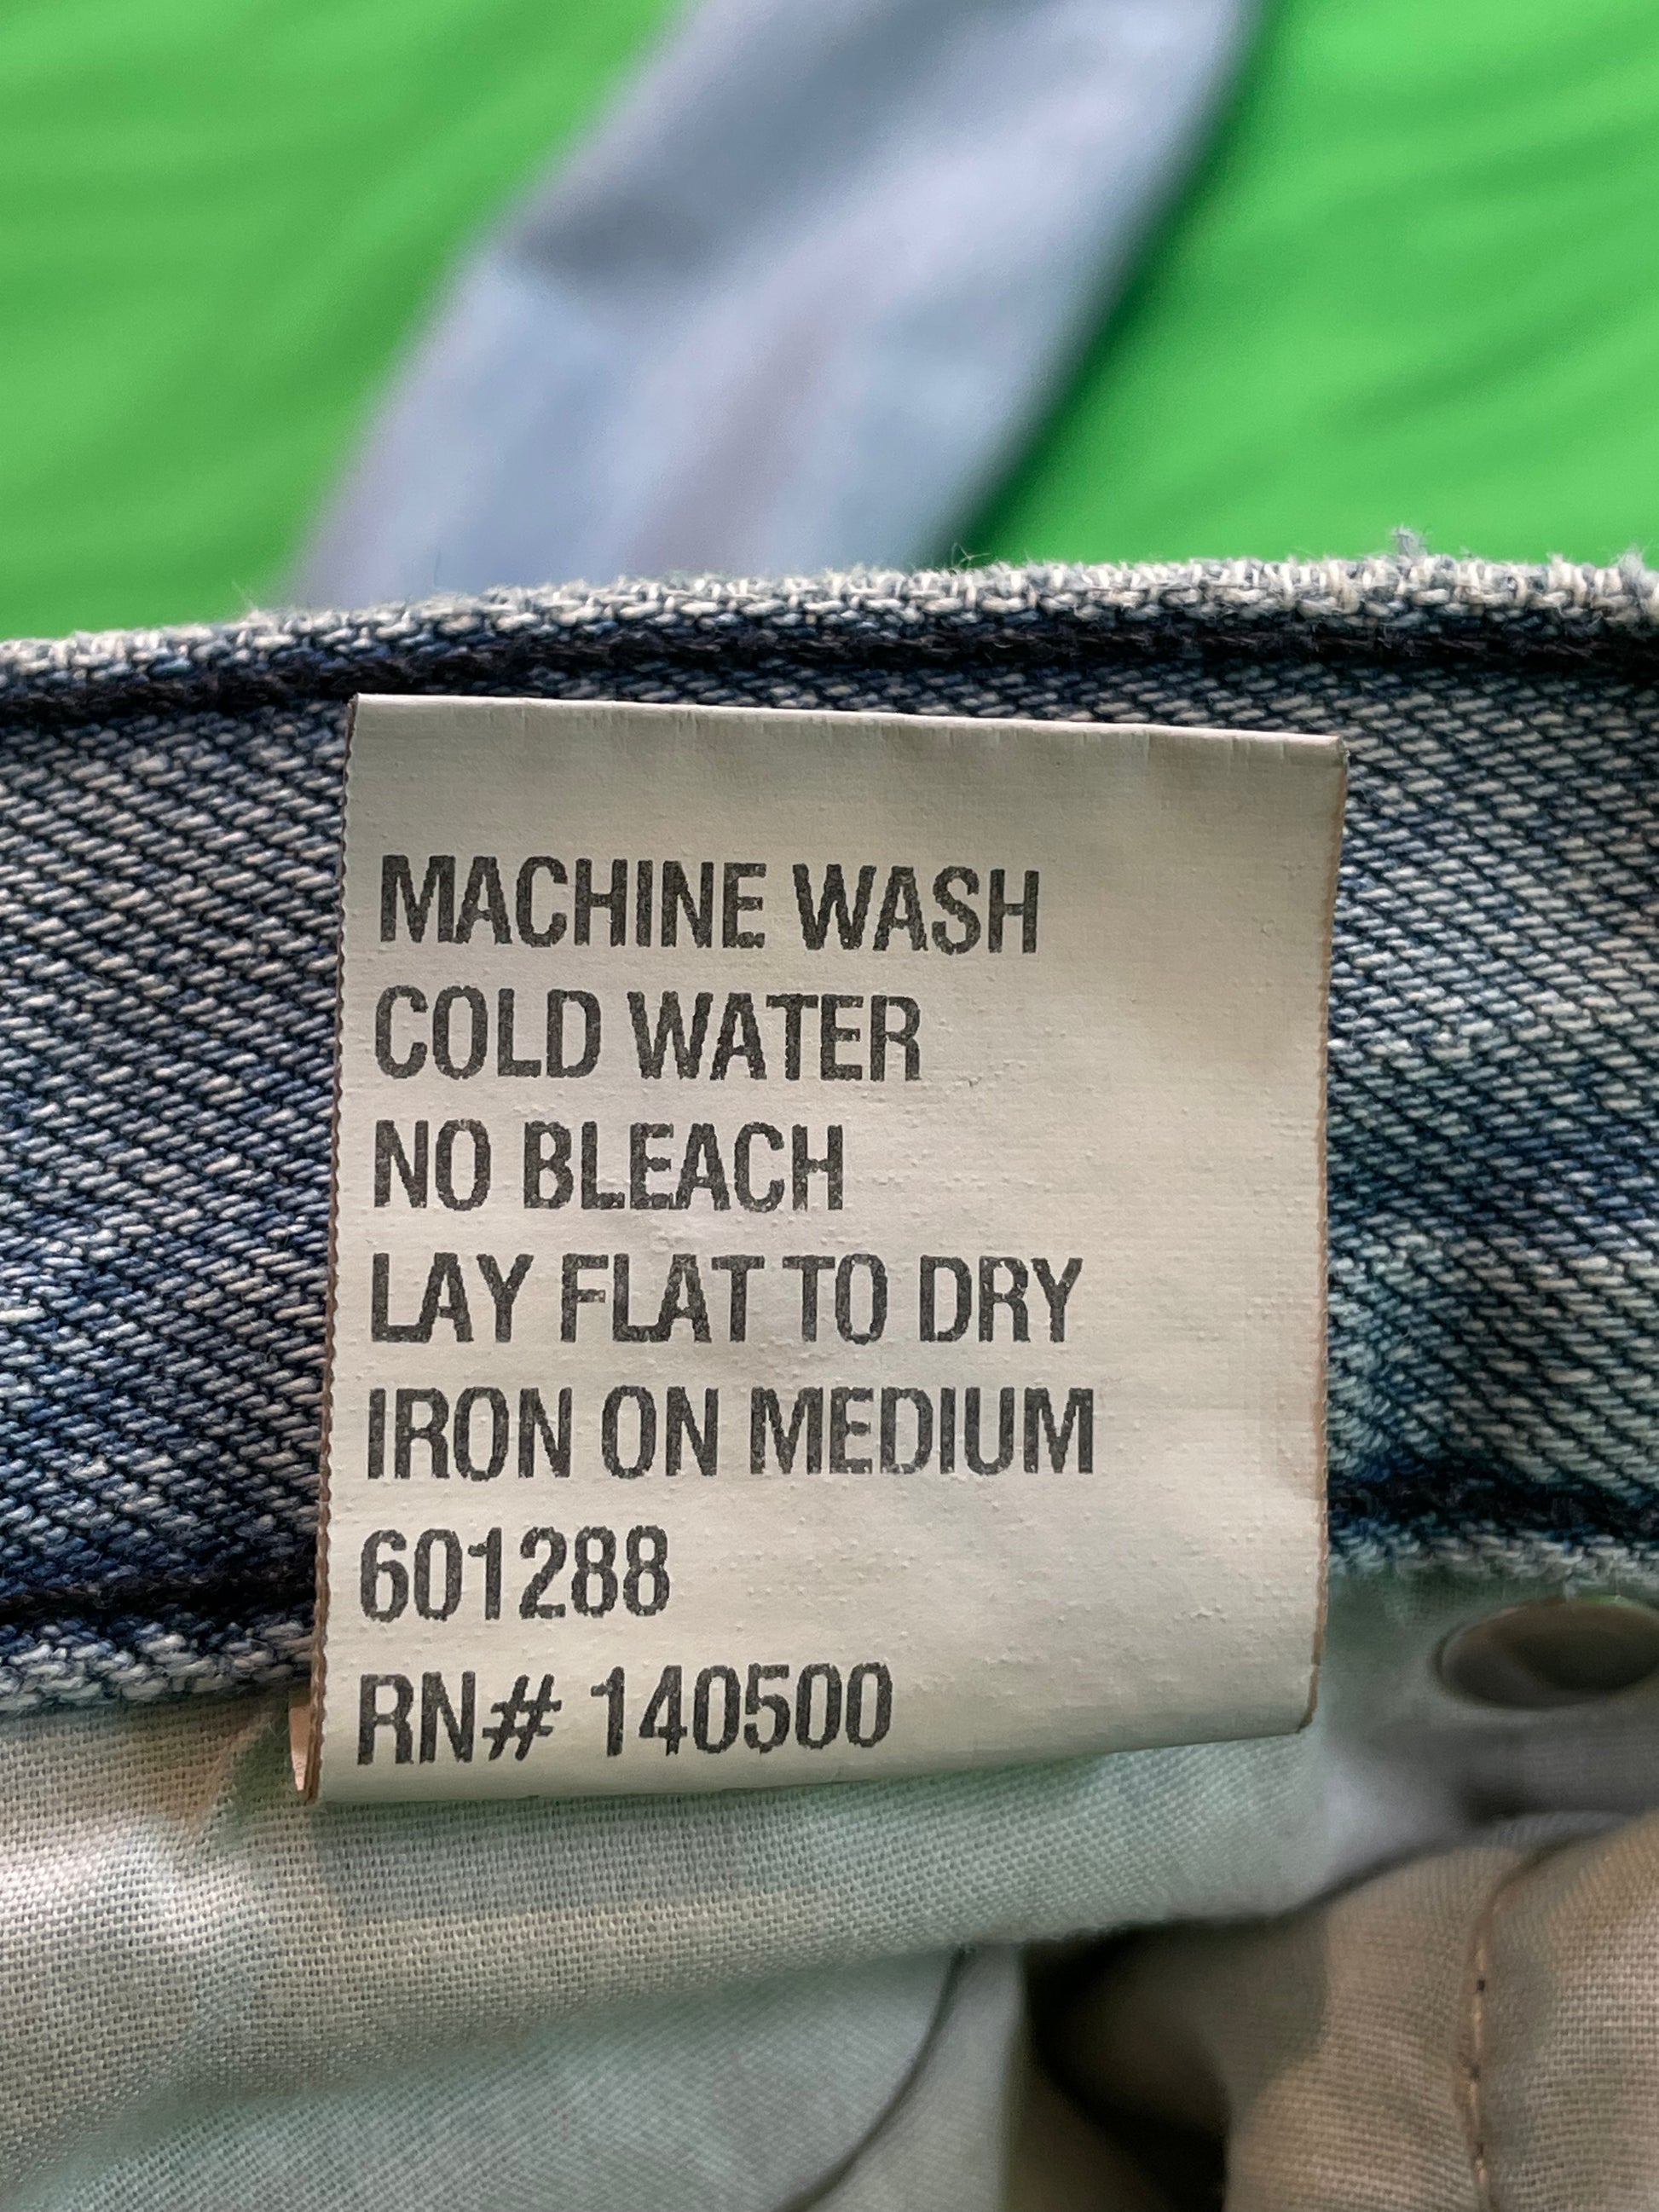 MACHINE WASH
COLD WATER
NO BLEACH
LAY FLAT TO DRY
IRON ON MEDIUM
601288
RN# 140500